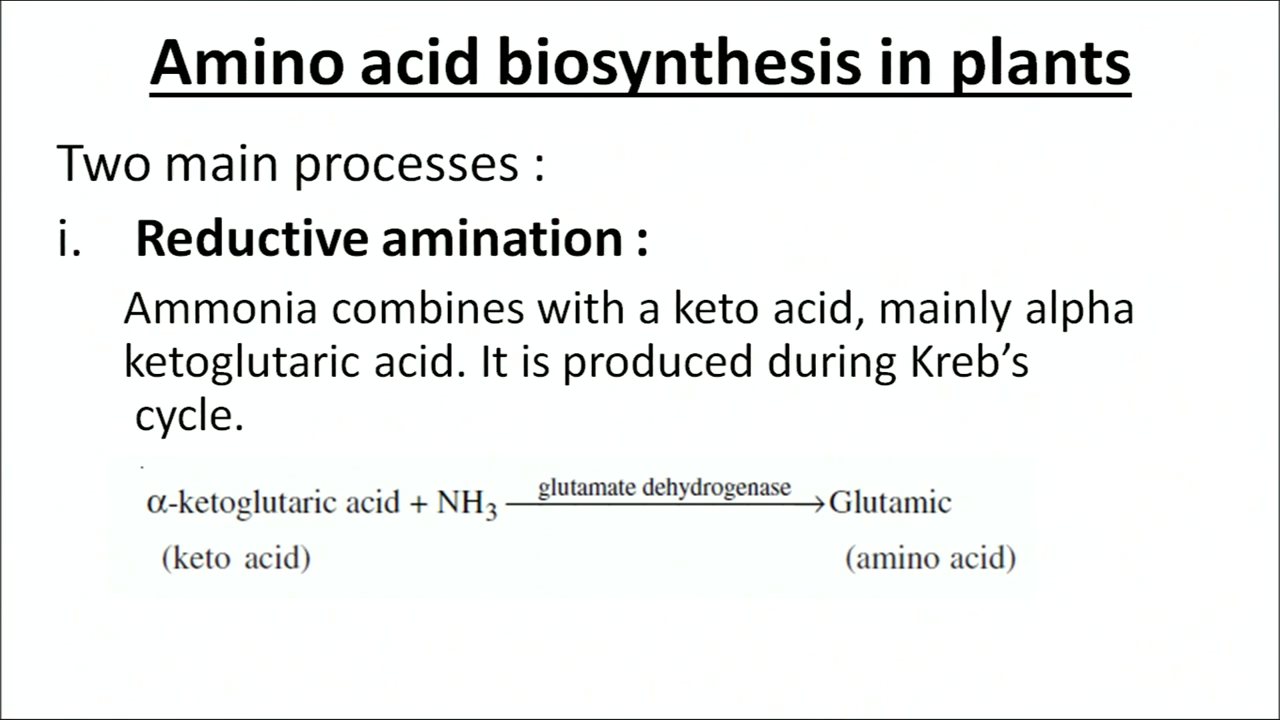 Amino acid biosynthesis in plants
Two main processes :
i. Reductive amination :
Ammonia combines with a keto acid, mainly alpha
ketoglutaric acid. It is produced during Kreb’s
cycle.
α-ketoglutaric acid + NH₃ glutamate dehydrogenase → Glutamic
(keto acid) (amino acid)